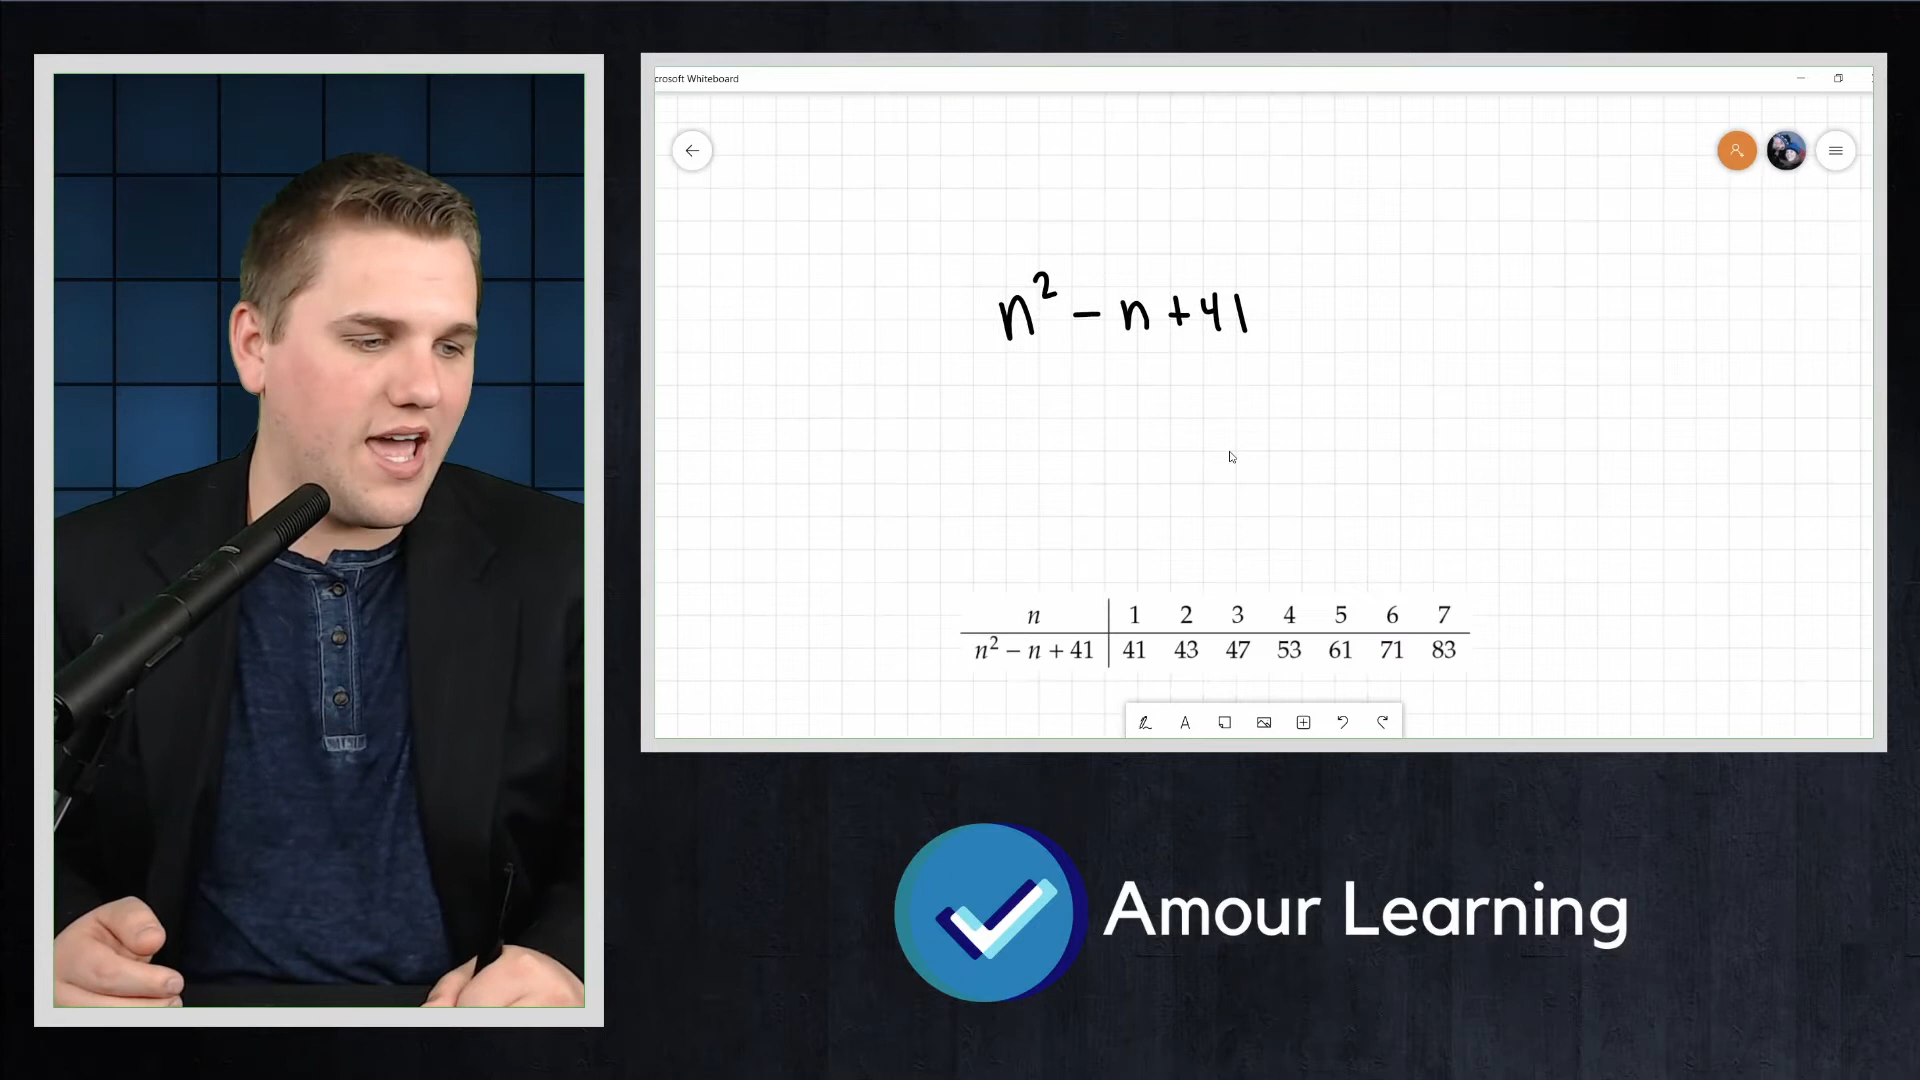 crosoft Whiteboard
n² − n + 41
n 1 2 3 4 5 6 7
n² − n + 41 41 43 47 53 61 71 83
A
Amour Learning